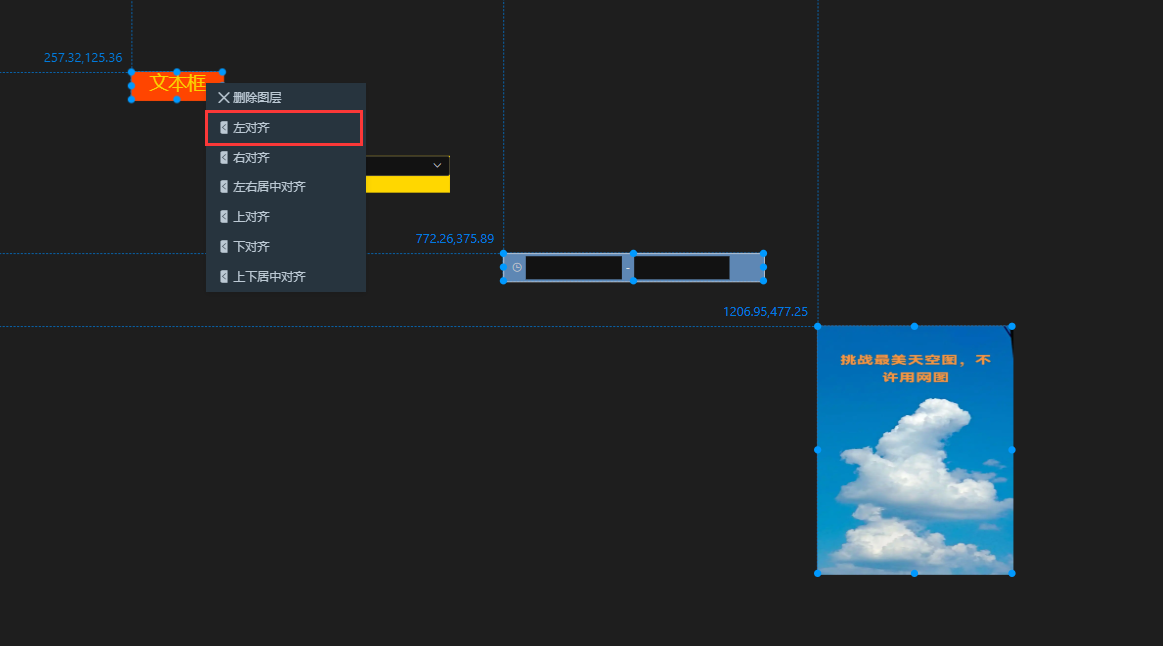 257.32,125.36
文本框
删除图层
左对齐
右对齐
左右居中对齐
上对齐
下对齐
上下居中对齐
772.26,375.89
-
1206.95,477.25
挑战最美天空图，不
许用网图